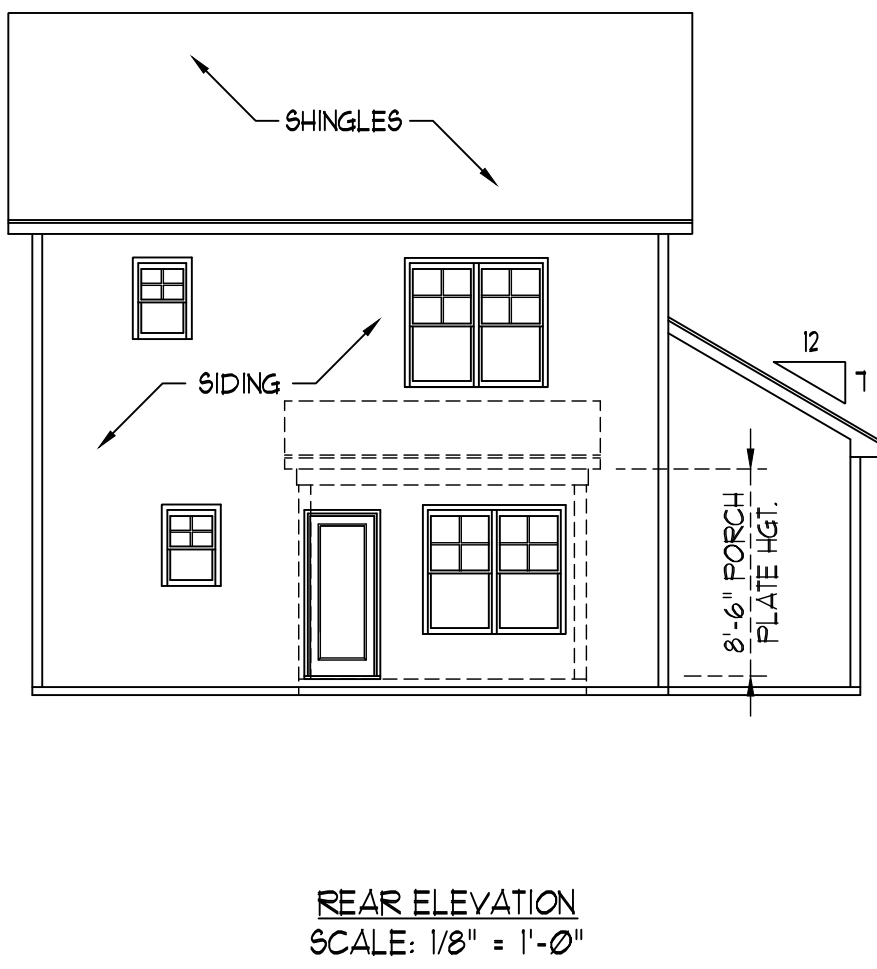 SHINGLES
12
7
SIDING
8'-6" PORCH
PLATE HGT.
REAR ELEVATION
SCALE: 1/8" = 1'-0"